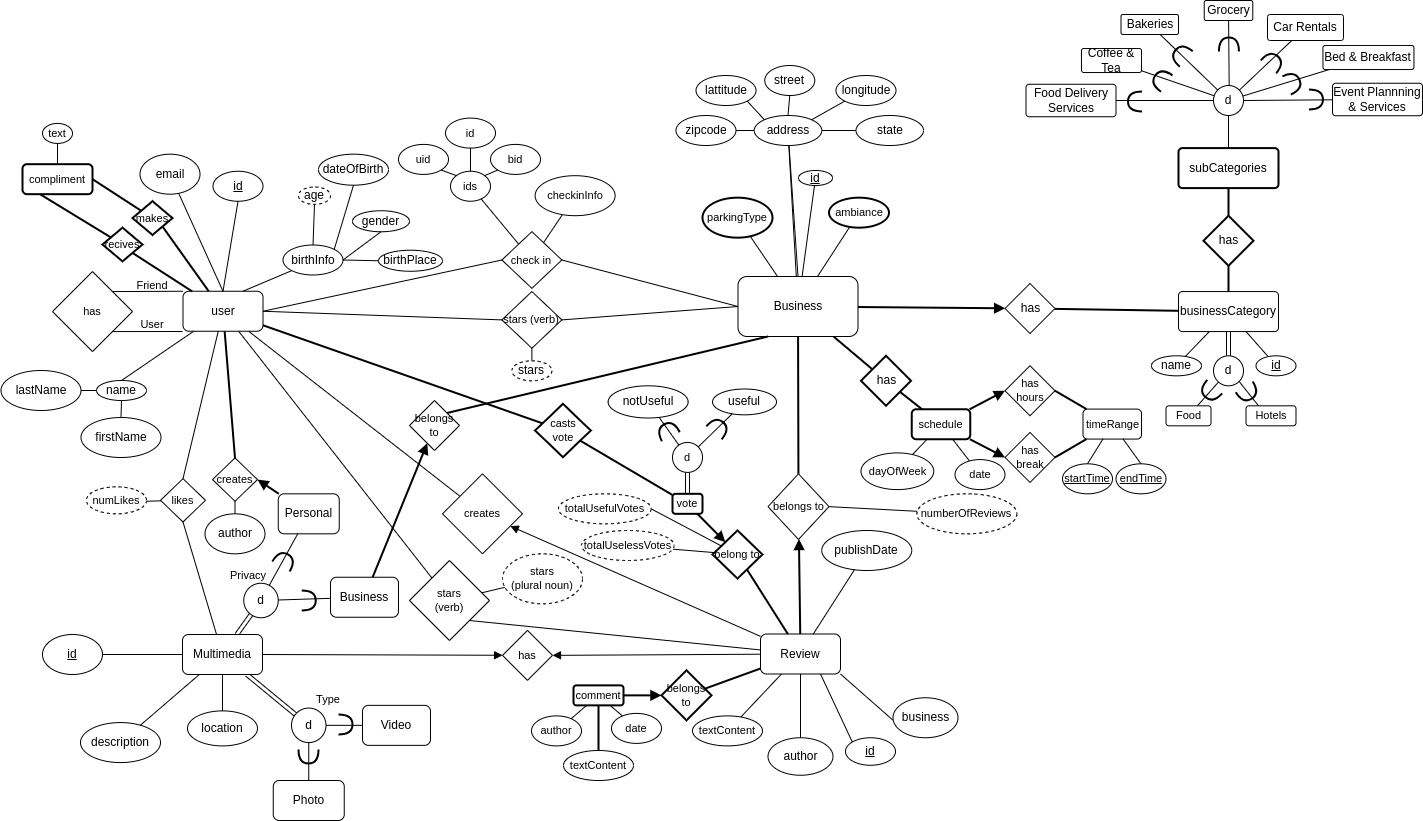 Grocery
Bakeries
Car Rentals
Coffee &
Tea
Bed & Breakfast
Food Delivery
Services
d
Event Plannning
& Services
subCategories
has
businessCategory
name
d
id
Food
Hotels
street
lattitude
longitude
zipcode
address
state
id
parkingType
ambiance
Business
has
has
schedule
has
hours
has
break
timeRange
startTime
endTime
dayOfWeek
date
text
compliment
email
id
makes
recives
has
Friend
User
user
age
dateOfBirth
gender
birthInfo
birthPlace
id
uid
bid
ids
checkinInfo
check in
stars (verb)
stars
lastName
name
firstName
belongs
to
casts
vote
notUseful
useful
d
vote
totalUsefulVotes
totalUselessVotes
belong to
belongs to
numberOfReviews
publishDate
numLikes
likes
creates
author
Personal
creates
Privacy
d
Business
stars
(verb)
stars
(plural noun)
id
Multimedia
has
Review
description
location
Type
d
Video
Photo
comment
belongs
to
author
date
textContent
textContent
author
id
business